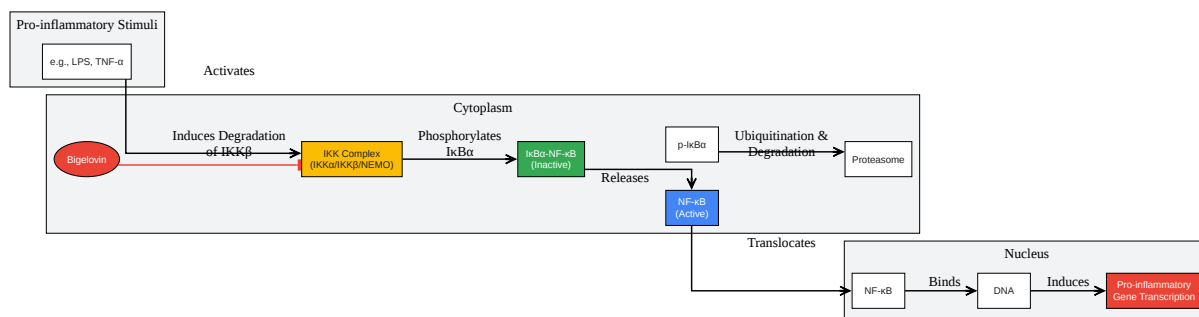 Pro-inflammatory Stimuli
e.g., LPS, TNF-α
Activates
Cytoplasm
Bigelovin
Induces Degradation
of IKKβ
IKK Complex
(IKKα/IKKβ/NEMO)
Phosphorylates
IκBα
IκBα-NF-κB
(Inactive)
Releases
p-IκBα
Ubiquitination &
Degradation
Proteasome
NF-κB
(Active)
Translocates
Nucleus
NF-κB
Binds
DNA
Induces
Pro-inflammatory
Gene Transcription